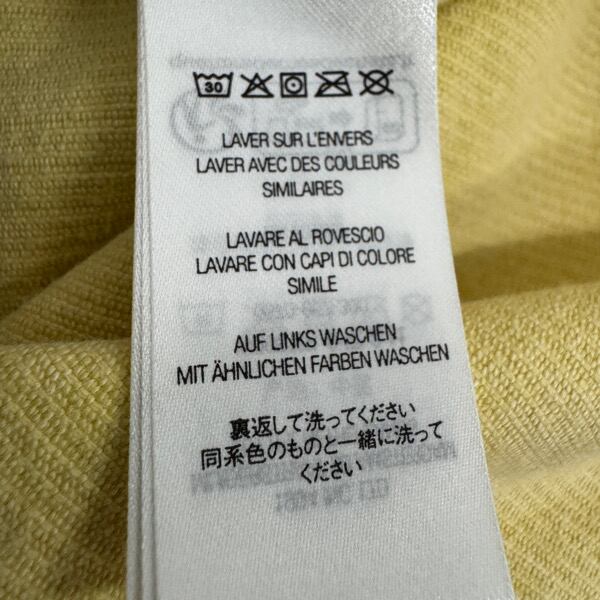 30
LAVER SUR L'ENVERS
LAVER AVEC DES COULEURS
SIMILAIRES
LAVARE AL ROVESCIO
LAVARE CON CAPI DI COLORE
SIMILE
AUF LINKS WASCHEN
MIT ÄHNLICHEN FARBEN WASCHEN
裏返して洗ってください
同系色のものと一緒に洗って
ください